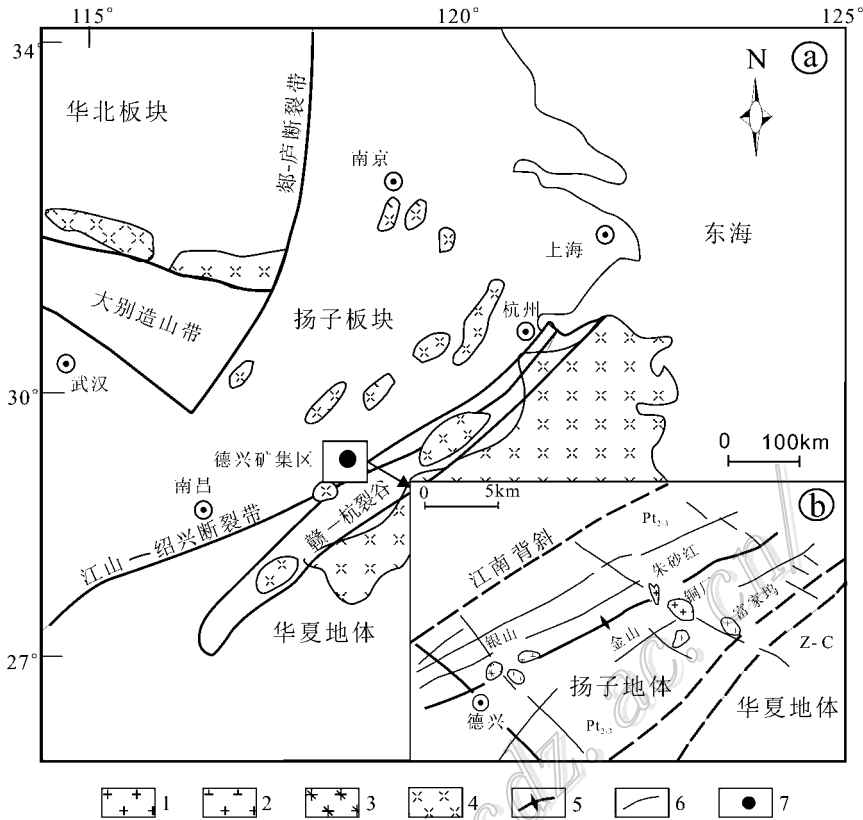 115°
120°
125°
34°
a
N
华北板块
郯-庐断裂带
南京
上海
东海
大别造山带
扬子板块
杭州
武汉
30°
0 100km
德兴矿集区
南昌
江山一绍兴断裂带
赣-杭裂谷
华夏地体
27°
0 5km
b
江南背斜
Pt2-3
朱砂红
铜厂
富家坞
银山
金山
Z-C
扬子地体
德兴
Pt2-3
华夏地体
1 2 3 4 5 6 7